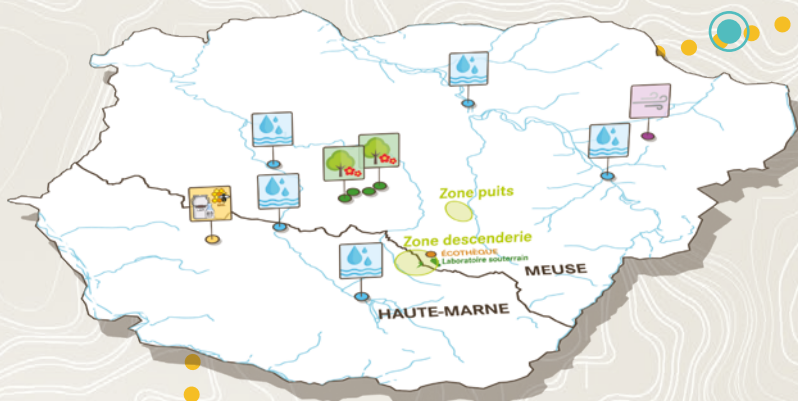 Zone puits
Zone descenderie
ÉCOTHÈQUE
Laboratoire souterrain
MEUSE
HAUTE-MARNE